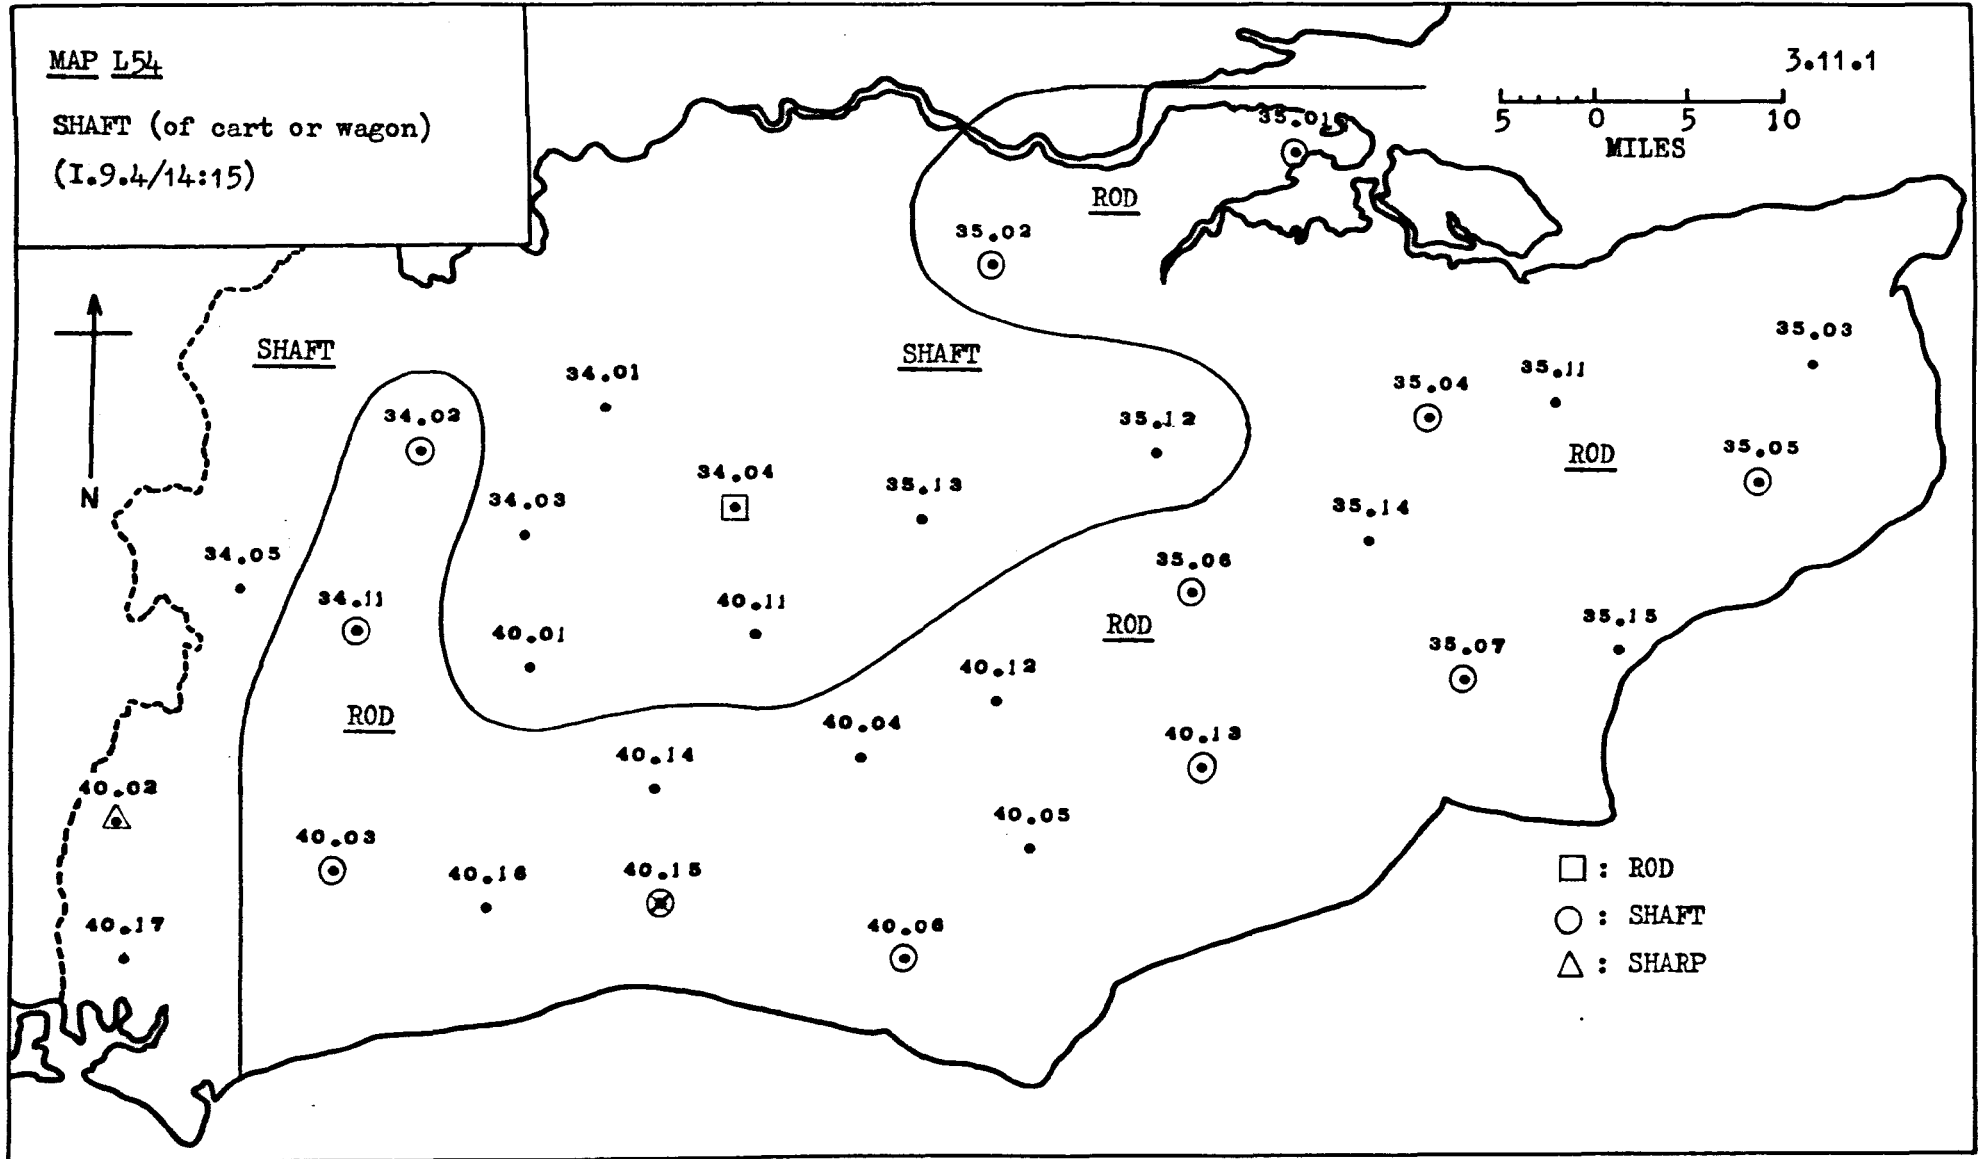 MAP L54
SHAFT (of cart or wagon)
(I.9.4/14:15)
3.11.1
5 0 5 10
MILES
35.01
ROD
35.02
SHAFT
SHAFT
35.03
34.01
35.11
35.04
34.02
35.12
ROD
35.05
34.04
35.13
34.03
N
35.14
34.05
35.06
34.11
40.11
ROD
35.15
40.01
35.07
40.12
ROD
40.04
40.13
40.14
40.02
40.05
40.03
40.16
40.15
□ : ROD
40.17
40.06
○ : SHAFT
△ : SHARP